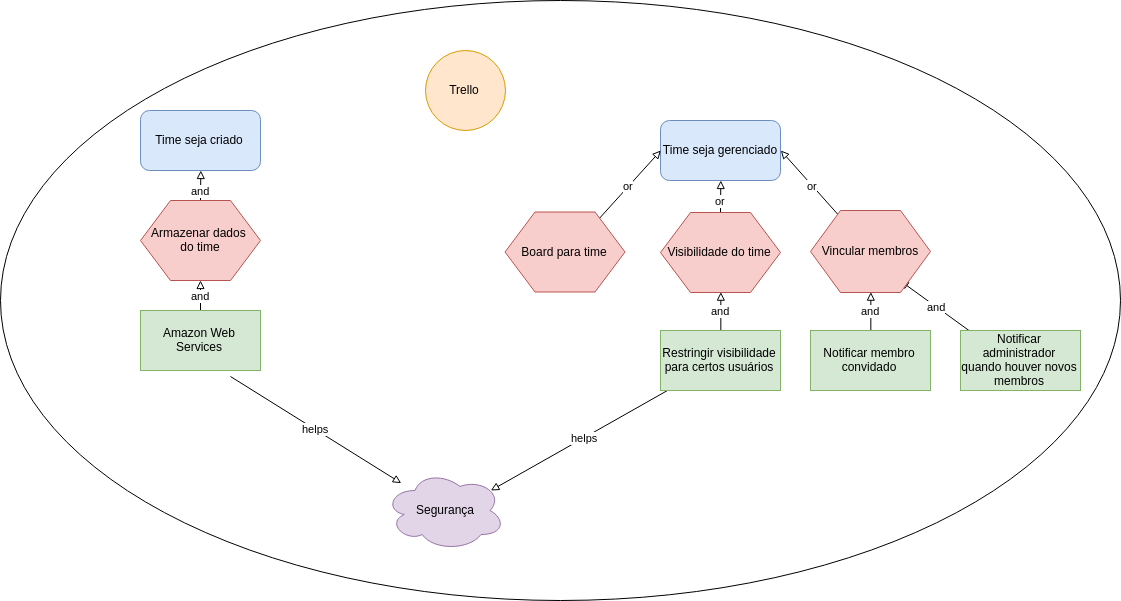 Trello
Time seja criado
and
Armazenar dados
do time
and
Amazon Web
Services
Time seja gerenciado
or
or
or
Board para time
Visibilidade do time
Vincular membros
and
and
and
Restringir visibilidade
para certos usuários
Notificar membro
convidado
Notificar
administrador
quando houver novos
membros
helps
helps
Segurança